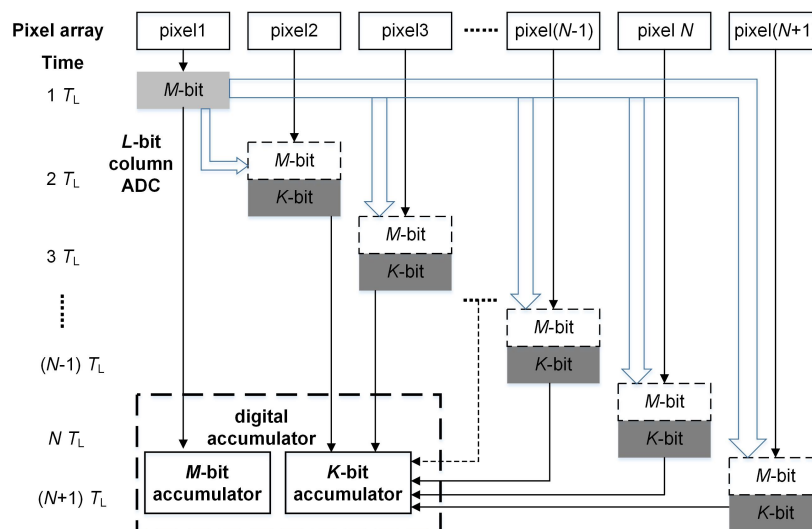 Pixel array
pixel1
pixel2
pixel3
......
pixel(N-1)
pixel N
pixel(N+1
Time
1 TL
M-bit
L-bit
column
ADC
2 TL
M-bit
K-bit
3 TL
M-bit
K-bit
......
(N-1) TL
M-bit
K-bit
N TL
M-bit
K-bit
digital
accumulator
M-bit
accumulator
K-bit
accumulator
(N+1) TL
M-bit
K-bit